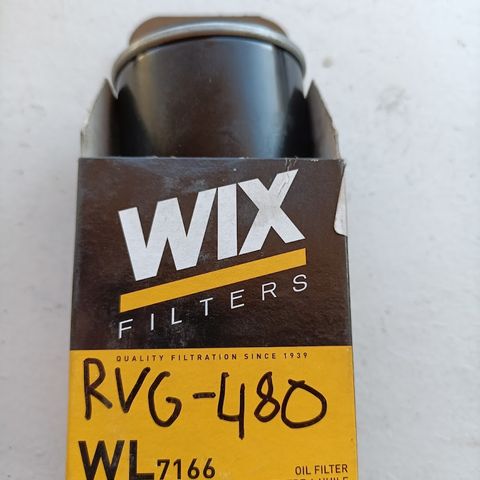 WIX
FILTERS
QUALITY FILTRATION SINCE 1939
RVG-480
WL7166
OIL FILTER